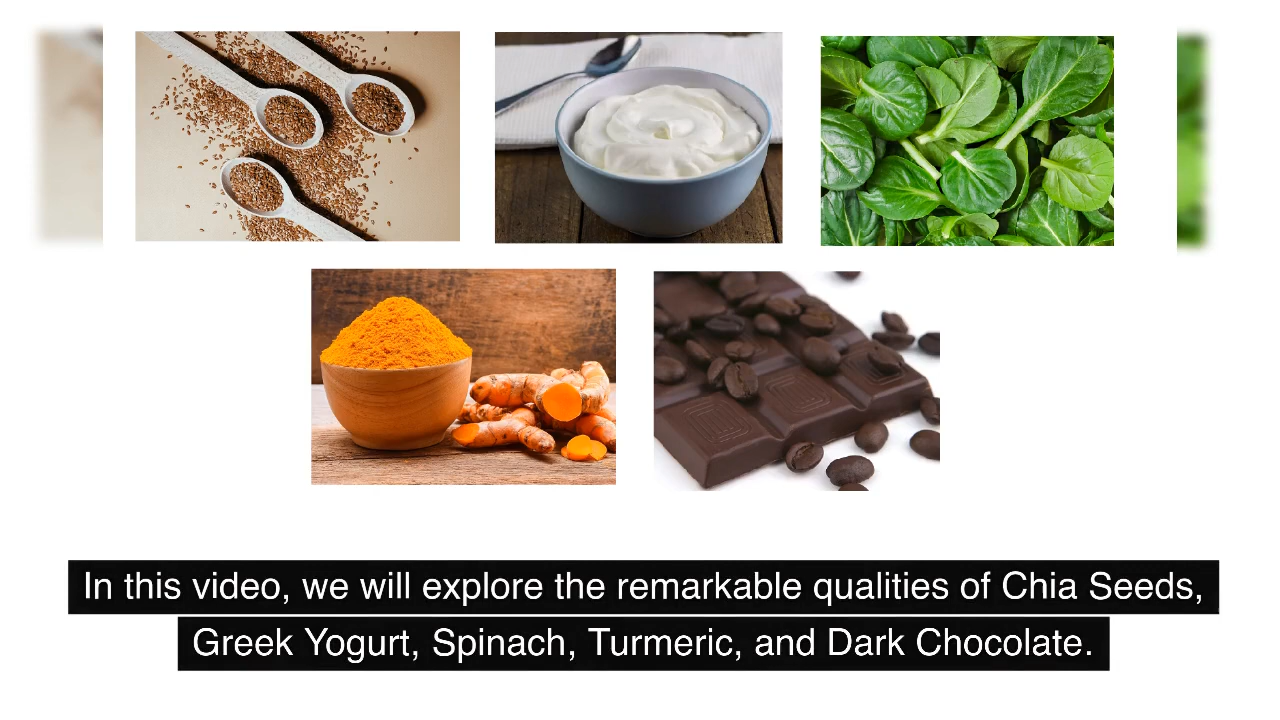 In this video, we will explore the remarkable qualities of Chia Seeds,
Greek Yogurt, Spinach, Turmeric, and Dark Chocolate.